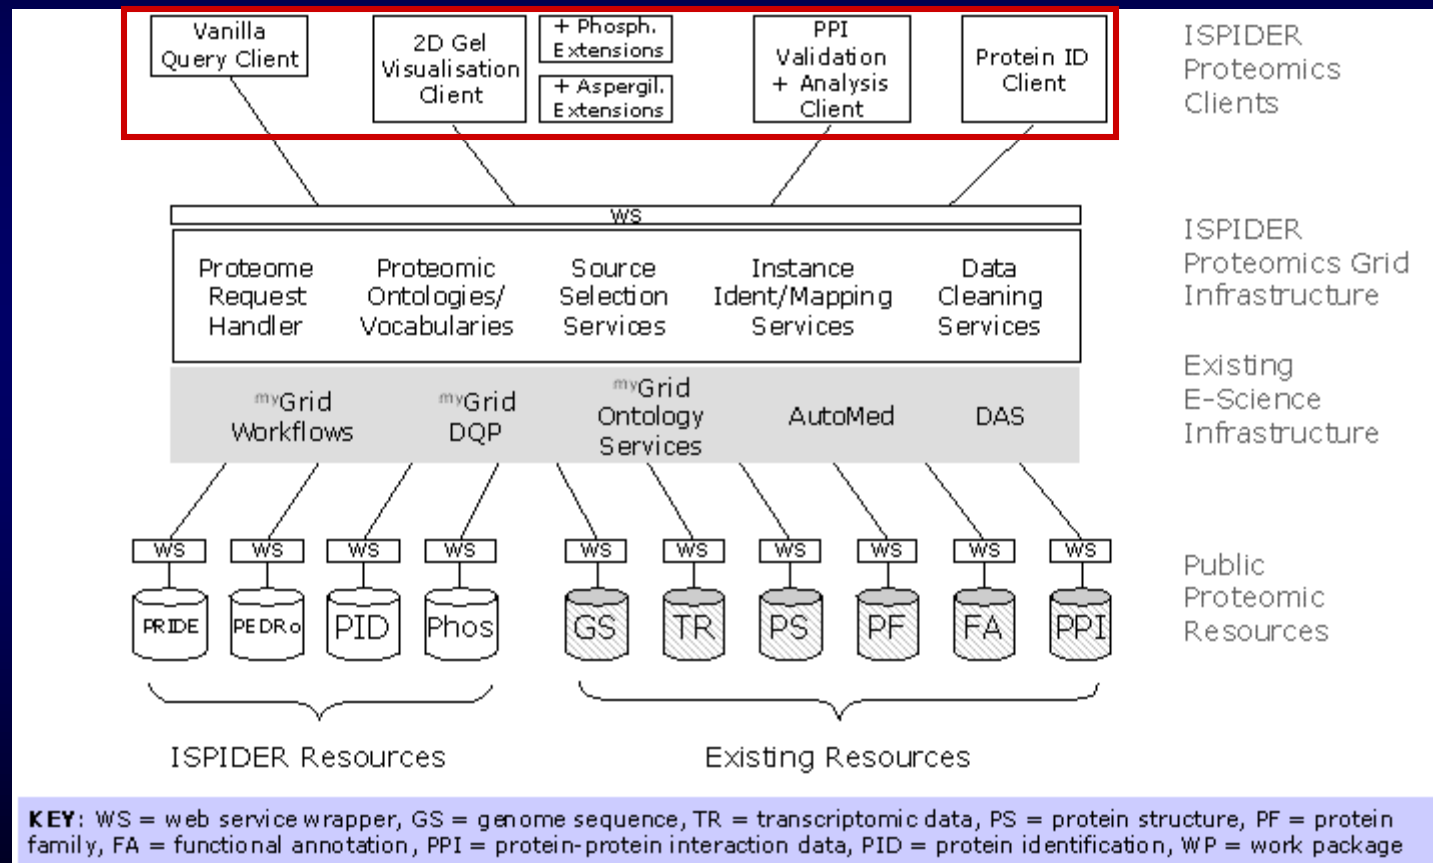 Vanilla
Query Client
2D Gel
Visualisation
Client
+ Phosph.
Extensions
+ Aspergil.
Extensions
PPI
Validation
+ Analysis
Client
Protein ID
Client
ISPIDER
Proteomics
Clients
WS
Proteome
Request
Handler
Proteomic
Ontologies/
Vocabularies
Source
Selection
Services
Instance
Ident/Mapping
Services
Data
Cleaning
Services
ISPIDER
Proteomics Grid
Infrastructure
myGrid
Workflows
myGrid
DQP
myGrid
Ontology
Services
AutoMed
DAS
Existing
E-Science
Infrastructure
WS
WS
WS
WS
WS
WS
WS
WS
WS
WS
PRIDE
PEDRo
PID
Phos
GS
TR
PS
PF
FA
PPI
Public
Proteomic
Resources
ISPIDER Resources
Existing Resources
KEY: WS = web service wrapper, GS = genome sequence, TR = transcriptomic data, PS = protein structure, PF = protein
family, FA = functional annotation, PPI = protein-protein interaction data, PID = protein identification, WP = work package